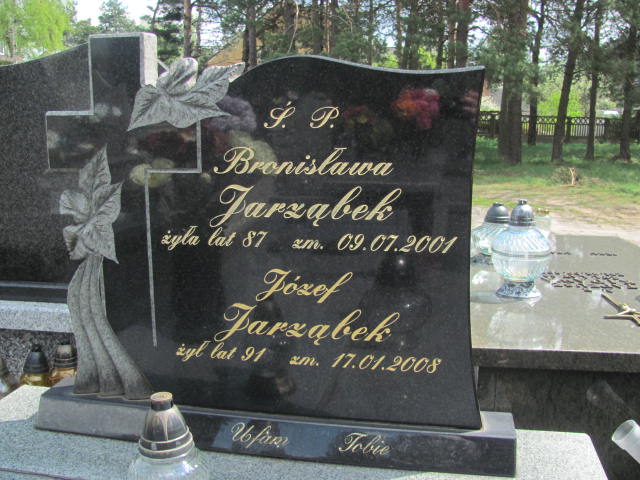 Ś. P.
Bronisława
Jarząbek
żyła lat 87 zm. 09.07.2001
Józef
Jarząbek
żył lat 91 zm. 17.01.2008
Ufam Tobie